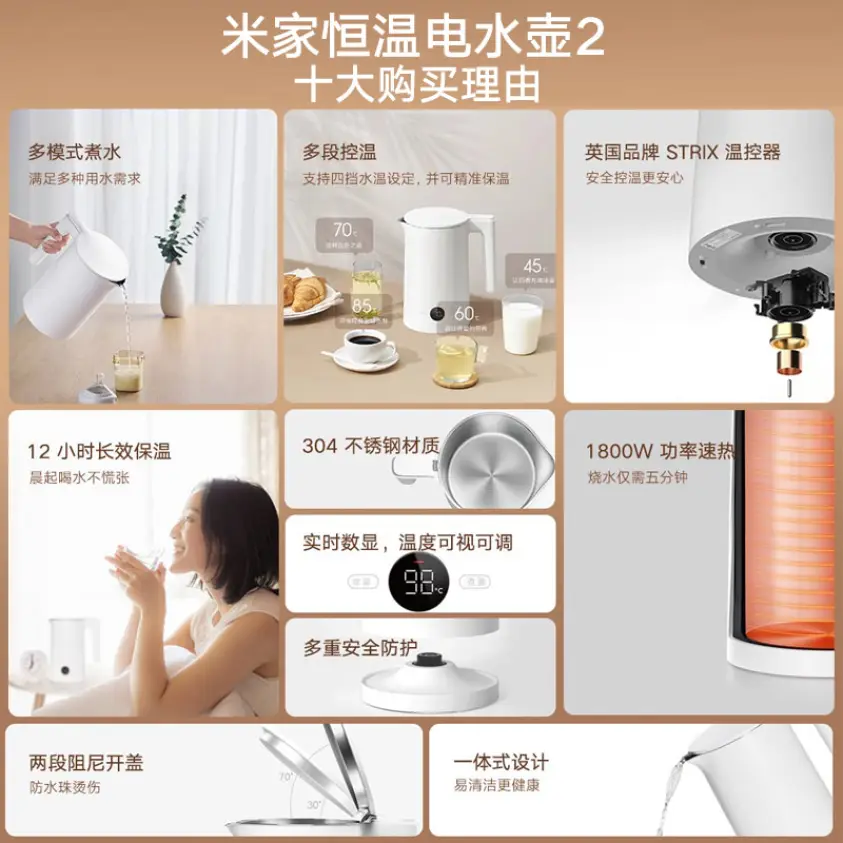 米家恒温电水壶2
十大购买理由
多模式煮水
满足多种用水需求
多段控温
支持四挡水温设定，并可精准保温
70℃
45℃
85℃
60℃
英国品牌 STRIX 温控器
安全控温更安心
12 小时长效保温
晨起喝水不慌张
304 不锈钢材质
实时数显，温度可视可调
98℃
多重安全防护
1800W 功率速热
烧水仅需五分钟
两段阻尼开盖
防水珠烫伤
70°
30°
一体式设计
易清洁更健康